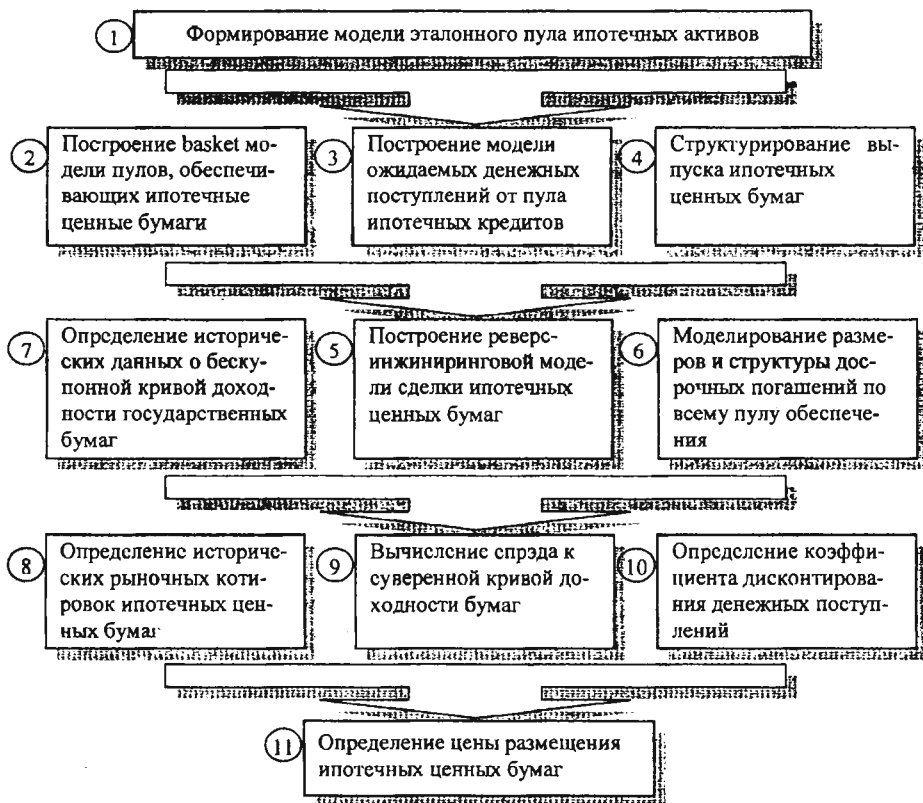 1
Формирование модели эталонного пула ипотечных активов
2
Построение basket мо-
дели пулов, обеспечи-
вающих ипотечные
ценные бумаги
3
Построение модели
ожидаемых денежных
поступлений от пула
ипотечных кредитов
4
Структурирование вы-
пуска ипотечных
ценных бумаг
7
Определение историче-
ских данных о беску-
понной кривой доход-
ности государственных
бумаг
5
Построение реверс-
инжиниринговой моде-
ли сделки ипотечных
ценных бумаг
6
Моделирование разме-
ров и структуры дос-
рочных погашений по
всему пулу обеспече-
ния
8
Определение историче-
ских рыночных коти-
ровок ипотечных цен-
ных бумаг
9
Вычисление спрэда к
суверенной кривой до-
ходности бумаг
10
Определение коэффи-
циента дисконтирова-
ния денежных поступ-
лений
11
Определение цены размещения
ипотечных ценных бумаг